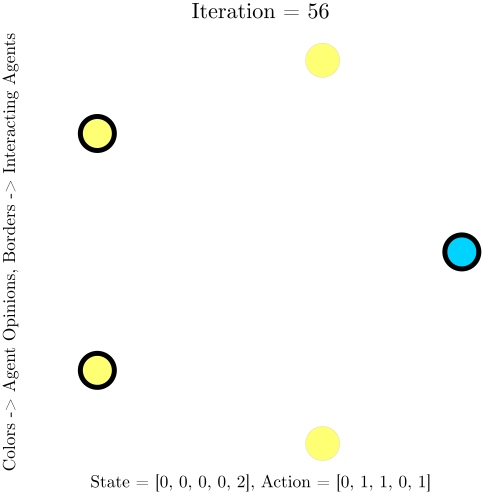 Iteration = 56
Colors -> Agent Opinions, Borders -> Interacting Agents
State = [0, 0, 0, 0, 2], Action = [0, 1, 1, 0, 1]